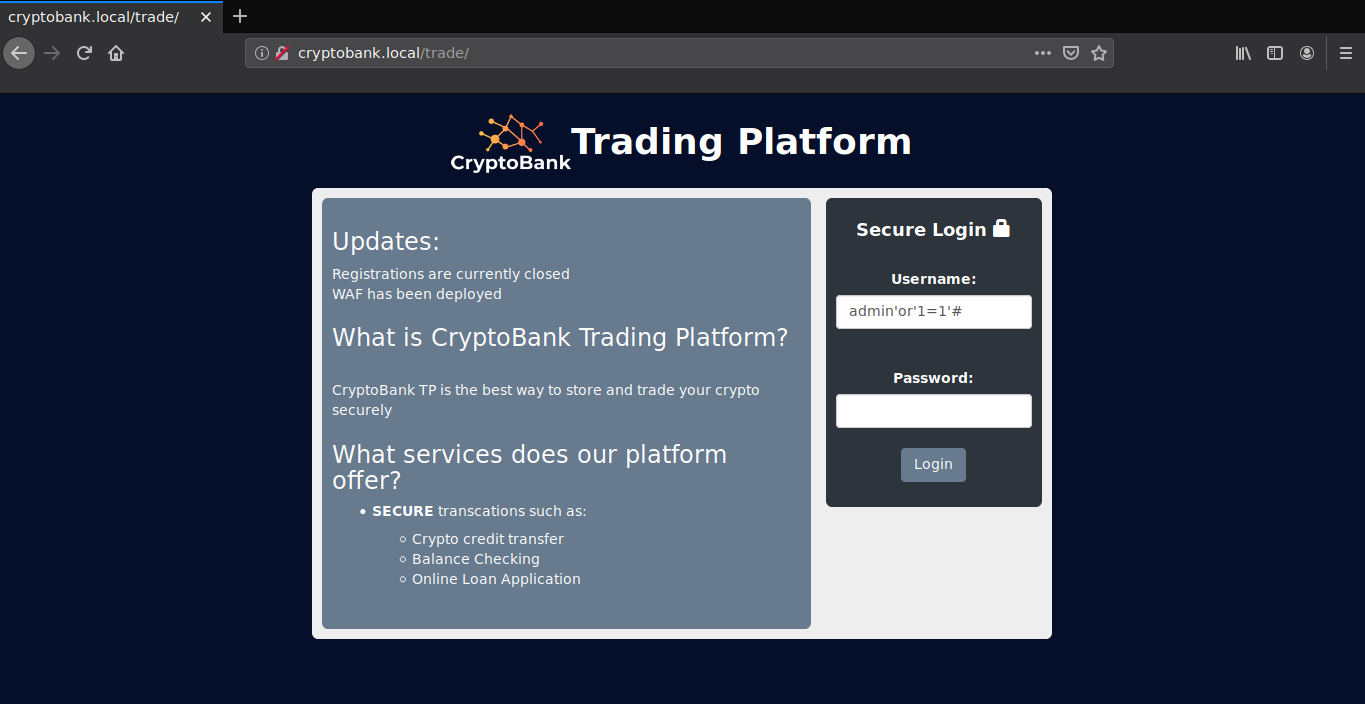 cryptobank.local/trade/
cryptobank.local/trade/
CryptoBank
Trading Platform
Updates:
Registrations are currently closed
WAF has been deployed
What is CryptoBank Trading Platform?
CryptoBank TP is the best way to store and trade your crypto
securely
What services does our platform
offer?
SECURE transcations such as:
Crypto credit transfer
Balance Checking
Online Loan Application
Secure Login
Username:
admin'or'1=1'#
Password:
Login